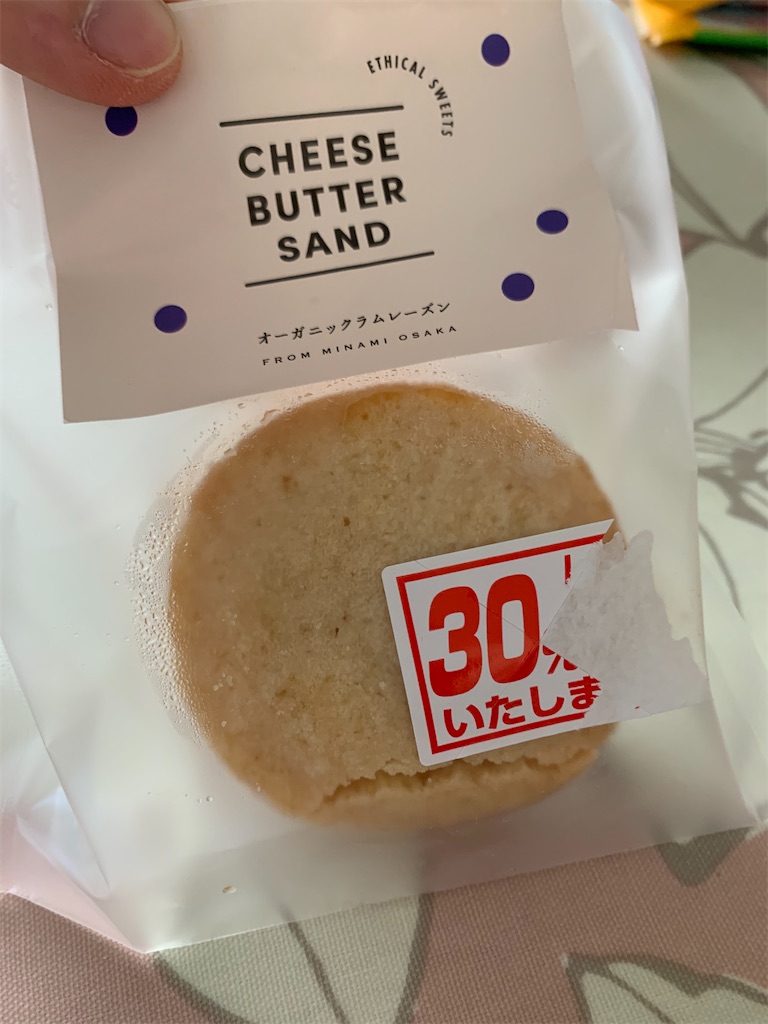 ETHICAL SWEETS
CHEESE
BUTTER
SAND
オーガニックラムレーズン
FROM MINAMI OSAKA
30%
いたしま